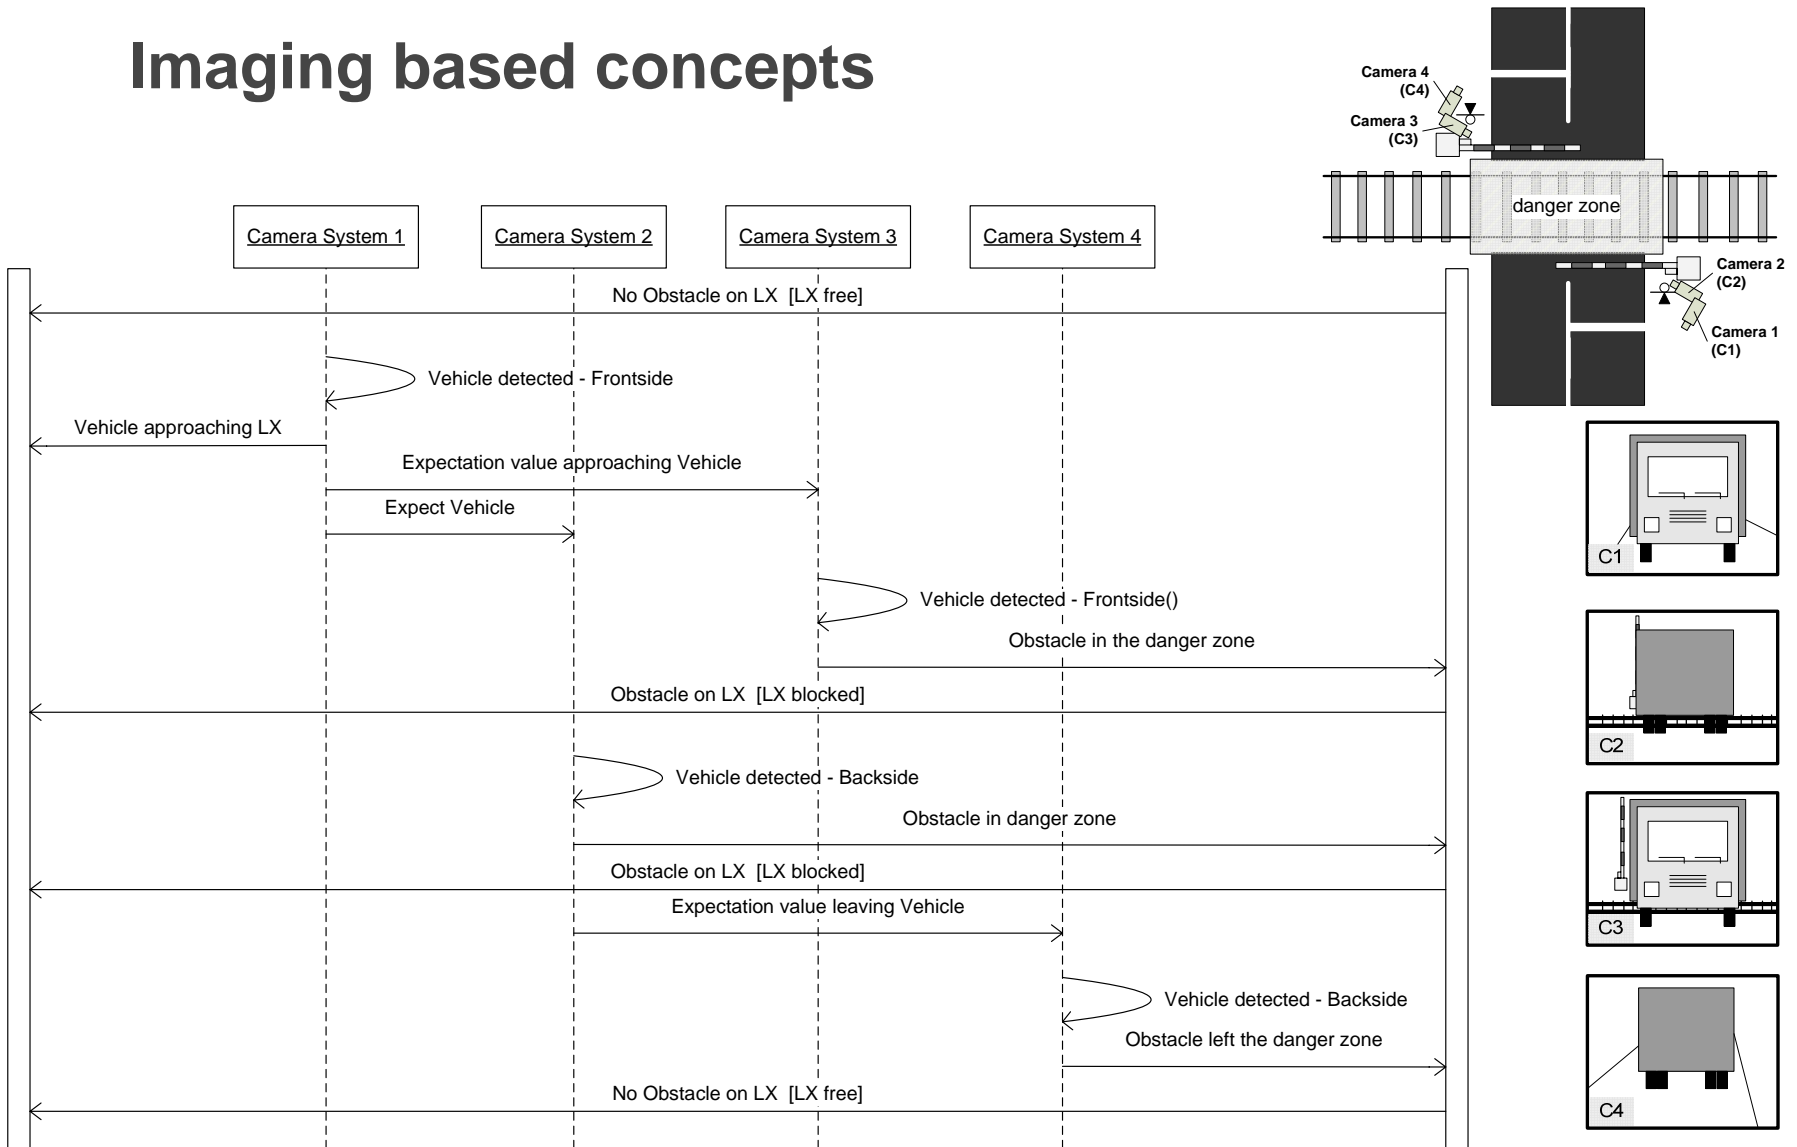 Imaging based concepts
Camera 4
(C4)
Camera 3
(C3)
danger zone
Camera 2
(C2)
Camera 1
(C1)
Camera System 1
Camera System 2
Camera System 3
Camera System 4
No Obstacle on LX [LX free]
Vehicle detected - Frontside
Vehicle approaching LX
Expectation value approaching Vehicle
Expect Vehicle
Vehicle detected - Frontside()
Obstacle in the danger zone
Obstacle on LX [LX blocked]
Vehicle detected - Backside
Obstacle in danger zone
Obstacle on LX [LX blocked]
Expectation value leaving Vehicle
Vehicle detected - Backside
Obstacle left the danger zone
No Obstacle on LX [LX free]
C1
C2
C3
C4